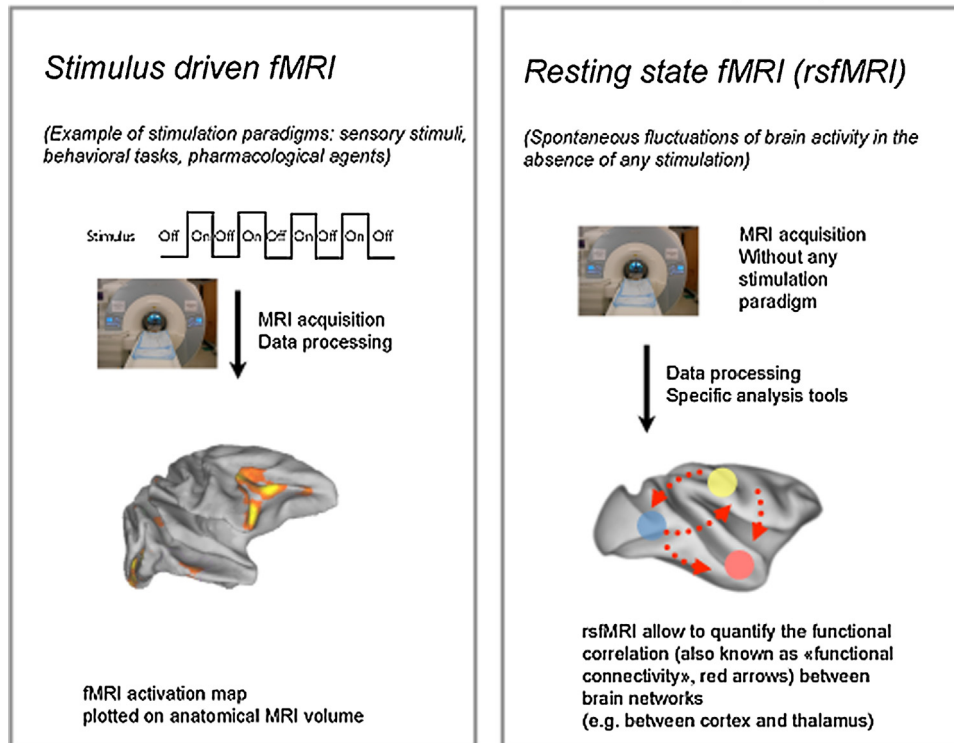 Stimulus driven fMRI
(Example of stimulation paradigms: sensory stimuli,
behavioral tasks, pharmacological agents)
Stimulus Off On Off On Off On Off On Off
MRI acquisition
Data processing
fMRI activation map
plotted on anatomical MRI volume
Resting state fMRI (rsfMRI)
(Spontaneous fluctuations of brain activity in the
absence of any stimulation)
MRI acquisition
Without any
stimulation
paradigm
Data processing
Specific analysis tools
rsfMRI allow to quantify the functional
correlation (also known as «functional
connectivity», red arrows) between
brain networks
(e.g. between cortex and thalamus)